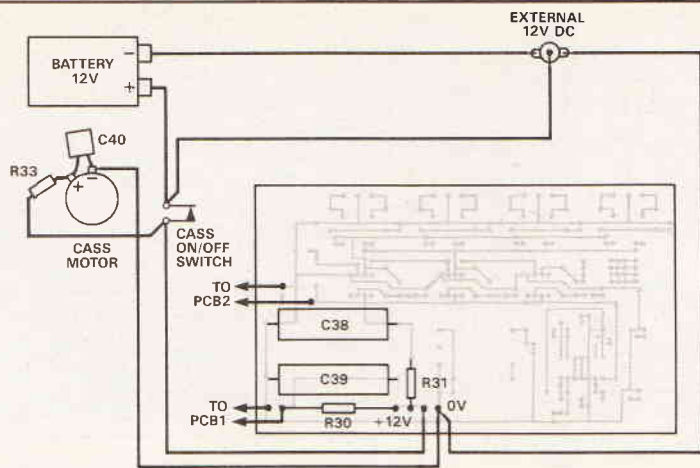 EXTERNAL
12V DC
BATTERY
12V
−
+
C40
R33
+
−
CASS
MOTOR
CASS
ON/OFF
SWITCH
TO
PCB2
C38
C39
R31
TO
PCB1
R30
+12V
0V